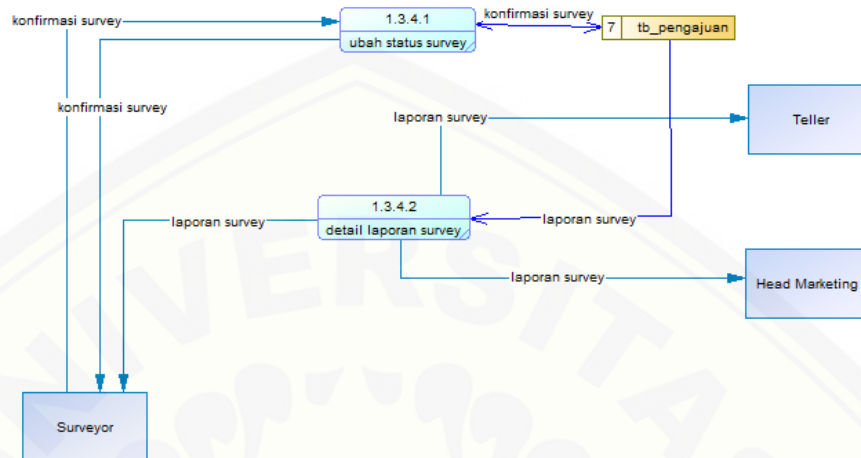 konfirmasi survey
1.3.4.1
ubah status survey
konfirmasi survey
7 tb_pengajuan
konfirmasi survey
laporan survey
Teller
1.3.4.2
detail laporan survey
laporan survey
laporan survey
laporan survey
Head Marketing
Surveyor
UNIVERSITAS